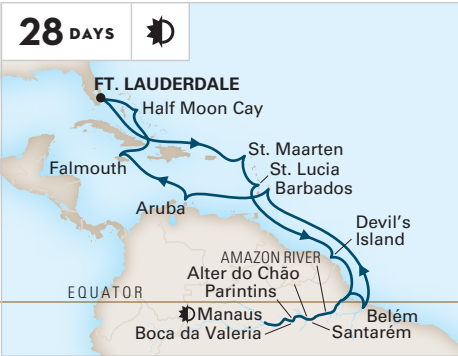 28 DAYS
FT. LAUDERDALE
Half Moon Cay
St. Maarten
St. Lucia
Barbados
Falmouth
Aruba
Devil's
Island
AMAZON RIVER
Alter do Chão
Parintins
EQUATOR
Manaus
Belém
Boca da Valeria
Santarém